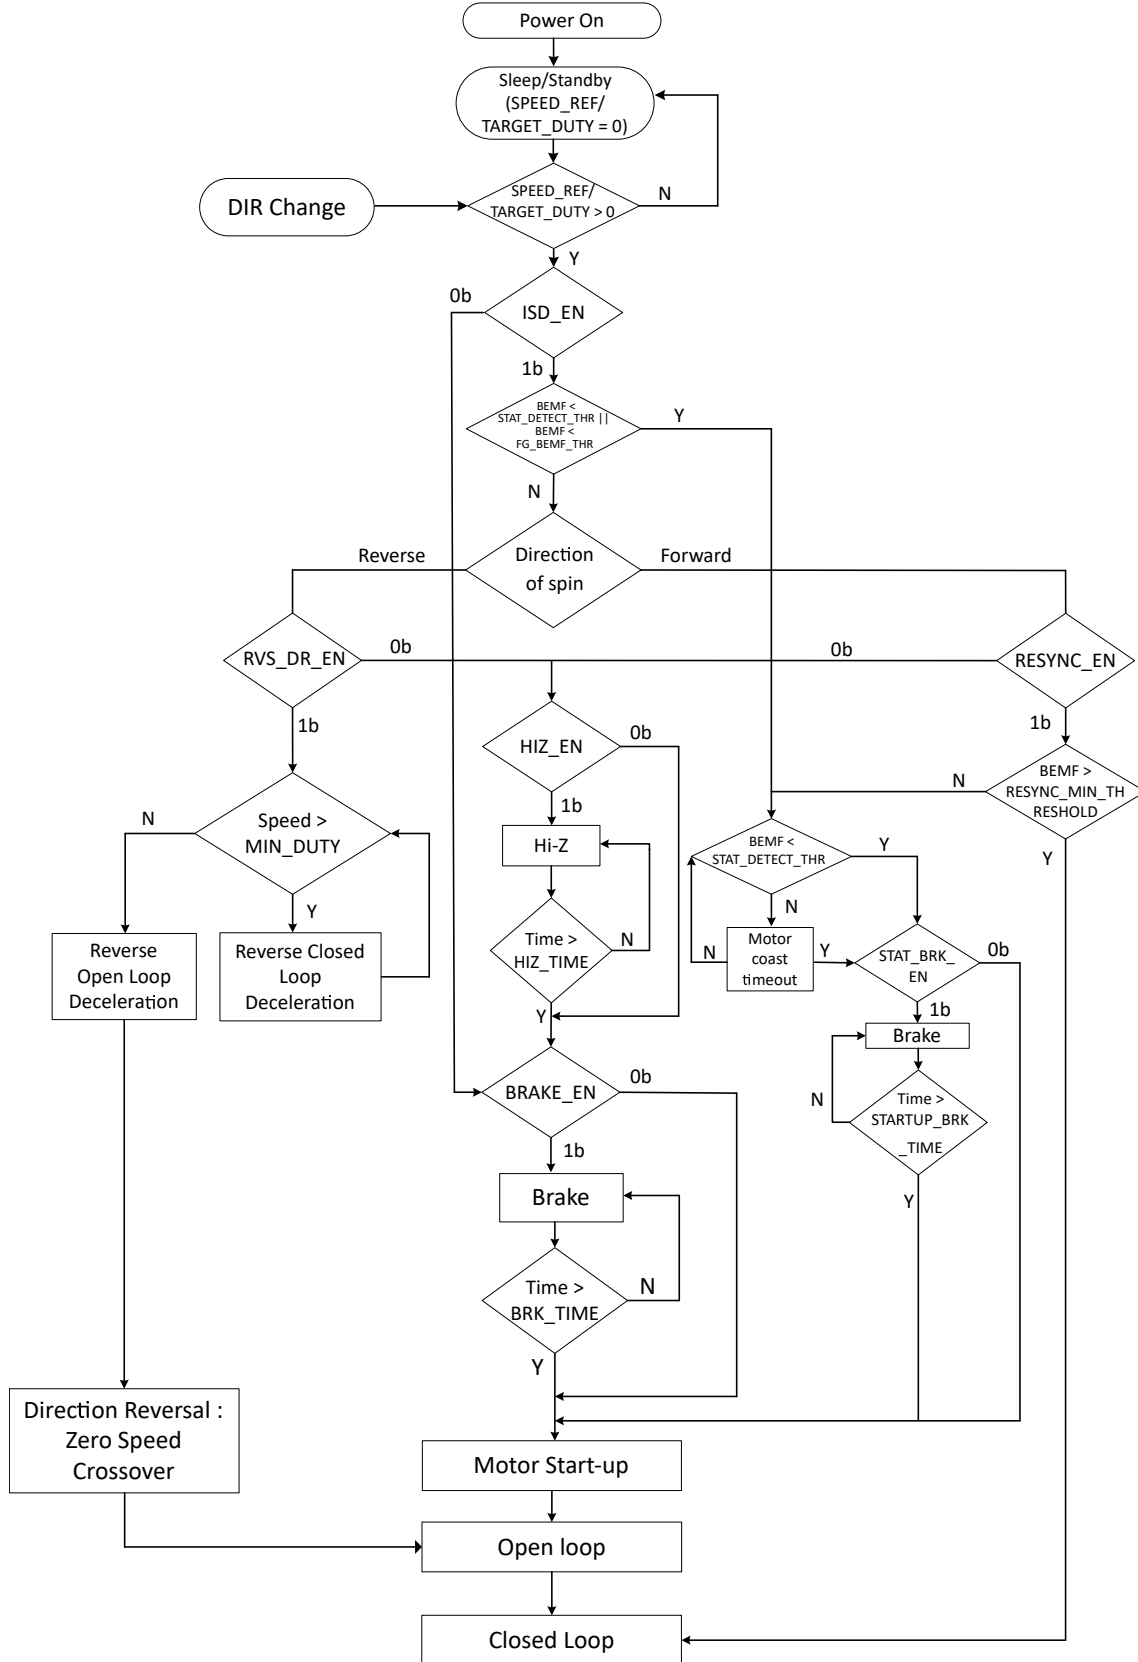 Power On
Sleep/Standby
(SPEED_REF/
TARGET_DUTY = 0)
DIR Change
SPEED_REF/
TARGET_DUTY > 0
N
Y
0b
ISD_EN
1b
BEMF <
STAT_DETECT_THR ||
BEMF <
FG_BEMF_THR
Y
N
Reverse
Direction
of spin
Forward
RVS_DR_EN
0b
0b
RESYNC_EN
1b
1b
HIZ_EN
0b
BEMF >
RESYNC_MIN_TH
RESHOLD
N
Y
1b
N
Speed >
MIN_DUTY
Y
Hi-Z
BEMF <
STAT_DETECT_THR
Y
N
Reverse
Open Loop
Deceleration
Reverse Closed
Loop
Deceleration
Time >
HIZ_TIME
N
Y
N
Motor
coast
timeout
Y
STAT_BRK_
EN
0b
1b
Brake
BRAKE_EN
0b
1b
N
Time >
STARTUP_BRK
_TIME
Y
Brake
Time >
BRK_TIME
N
Y
Direction Reversal :
Zero Speed
Crossover
Motor Start-up
Open loop
Closed Loop